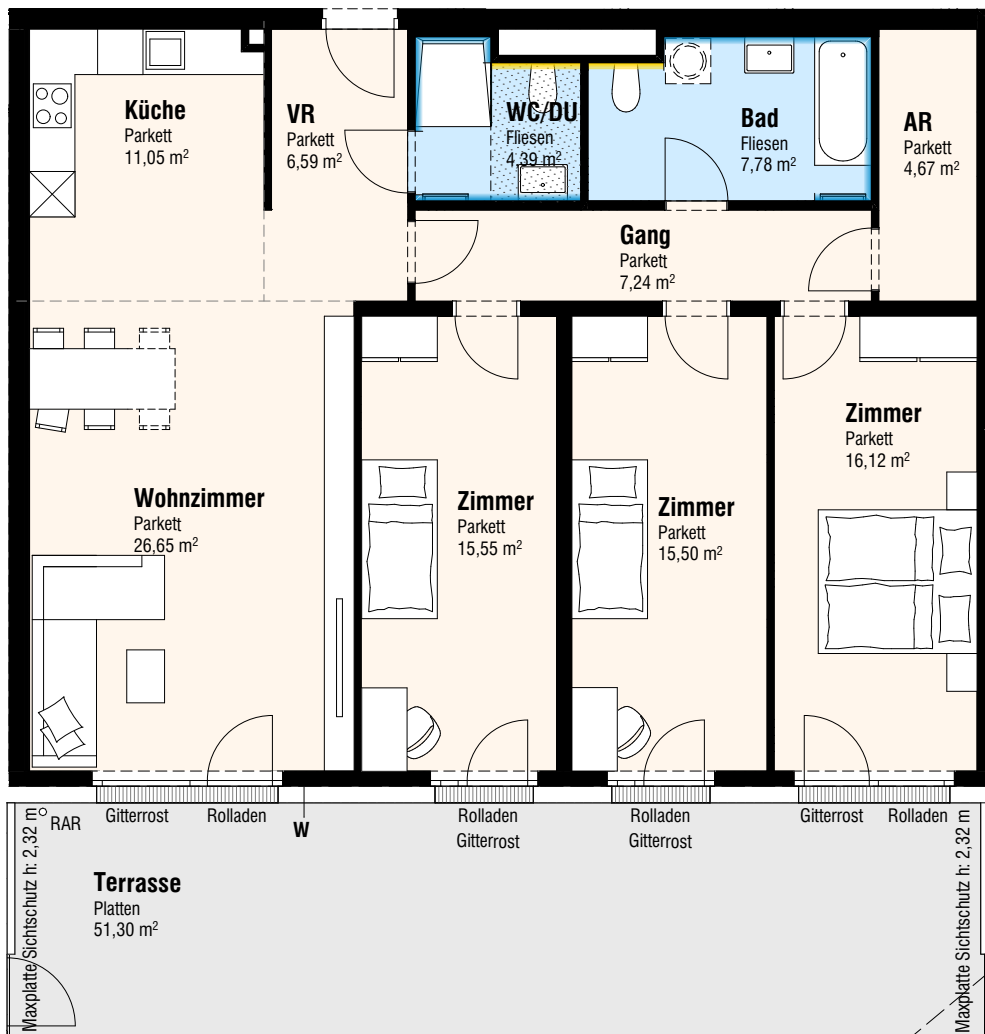 Küche
Parkett
11,05 m²
VR
Parkett
6,59 m²
WC/DU
Fliesen
4,39 m²
Bad
Fliesen
7,78 m²
AR
Parkett
4,67 m²
Gang
Parkett
7,24 m²
Wohnzimmer
Parkett
26,65 m²
Zimmer
Parkett
15,55 m²
Zimmer
Parkett
15,50 m²
Zimmer
Parkett
16,12 m²
RAR
Gitterrost
Rolladen
W
Rolladen
Gitterrost
Rolladen
Gitterrost
Gitterrost
Rolladen
Maxplatte Sichtschutz h: 2,32 m
Terrasse
Platten
51,30 m²
Maxplatte Sichtschutz h: 2,32 m